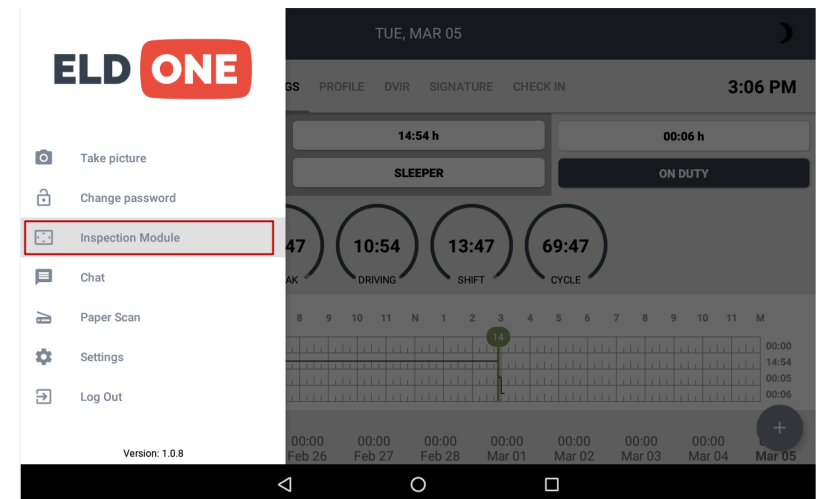 ELD ONE
Take picture
Change password
Inspection Module
Chat
Paper Scan
Settings
Log Out
Version: 1.0.8
TUE, MAR 05
GS PROFILE DVIR SIGNATURE CHECK IN 3:06 PM
14:54 h 00:06 h
SLEEPER ON DUTY
47 10:54 13:47 69:47
AK DRIVING SHIFT CYCLE
8 9 10 11 N 1 2 3 4 5 6 7 8 9 10 11 M
14
00:00
14:54
00:05
00:06
+
00:00 00:00 00:00 00:00 00:00 00:00 00:00
Feb 26 Feb 27 Feb 28 Mar 01 Mar 02 Mar 03 Mar 04 Mar 05